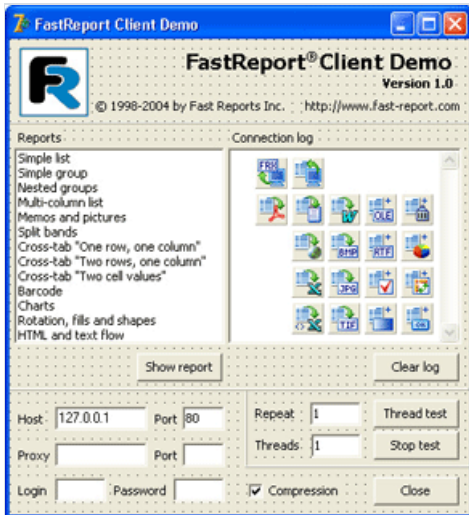 FastReport Client Demo
FastReport® Client Demo
Version 1.0
© 1998-2004 by Fast Reports Inc. http://www.fast-report.com
Reports
Connection log
Simple list
Simple group
Nested groups
Multi-column list
Memos and pictures
Split bands
Cross-tab "One row, one column"
Cross-tab "Two rows, one column"
Cross-tab "Two cell values"
Barcode
Charts
Rotation, fills and shapes
HTML and text flow
FRX
W OLE
BMP RTF
X JPG
X TIF OK
Show report
Clear log
Host 127.0.0.1 Port 80
Repeat 1 Thread test
Proxy Port
Threads 1 Stop test
Login Password
Compression
Close